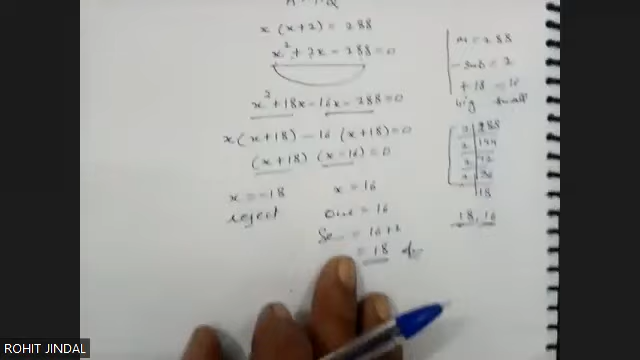 x (x+2) = 288
x² + 2x - 288 = 0
x² + 18x - 16x - 288 = 0
x(x+18) - 16 (x+18) = 0
(x+18) (x-16) = 0
x = -18
reject
x = 16
One = 16
= 16+2
= 18
= 288
- Sub = 2
+ 18 - 16
big small
2 288
2 144
2 72
2 36
18
18, 16
ROHIT JINDAL